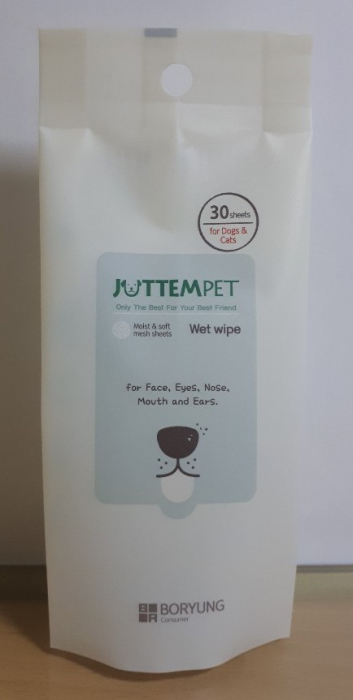 30 sheets
for Dogs &
Cats
JUTTEMPET
Only The Best For Your Best Friend
Moist & soft
mesh sheets
Wet wipe
for Face, Eyes, Nose,
Mouth and Ears.
BR BORYUNG
Consumer